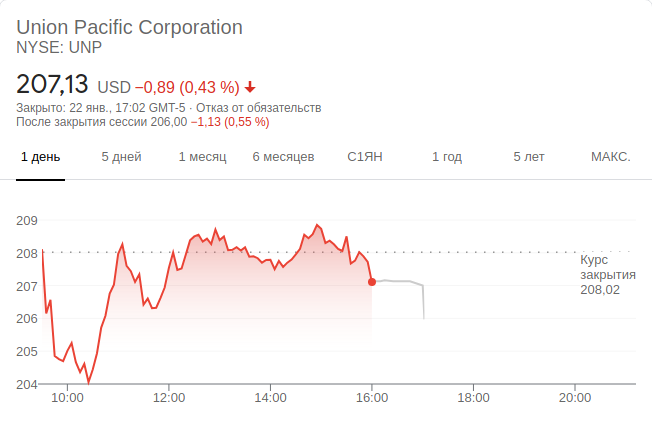 Union Pacific Corporation
NYSE: UNP
207,13 USD −0,89 (0,43 %)
Закрыто: 22 янв., 17:02 GMT-5 · Отказ от обязательств
После закрытия сессии 206,00 −1,13 (0,55 %)
1 день 5 дней 1 месяц 6 месяцев С1ЯН 1 год 5 лет МАКС.
209
208
207
206
205
204
Курс
закрытия
208,02
10:00 12:00 14:00 16:00 18:00 20:00